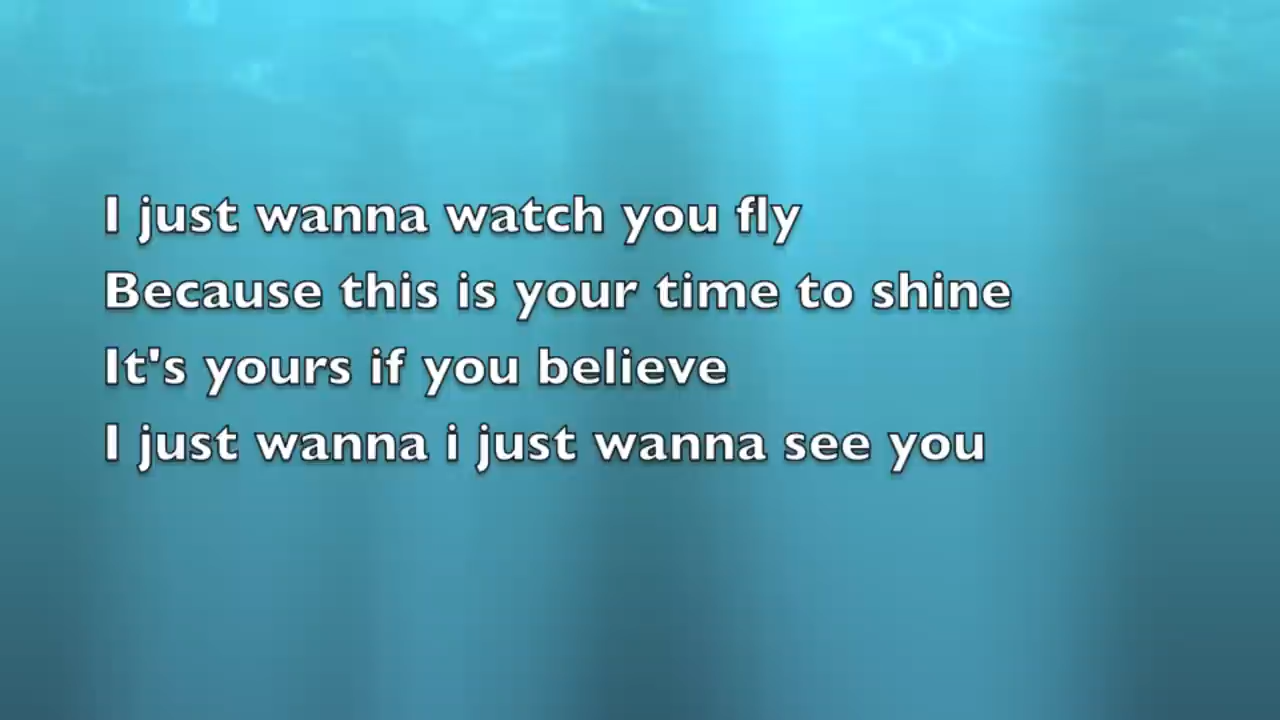 I just wanna watch you fly
Because this is your time to shine
It's yours if you believe
I just wanna i just wanna see you